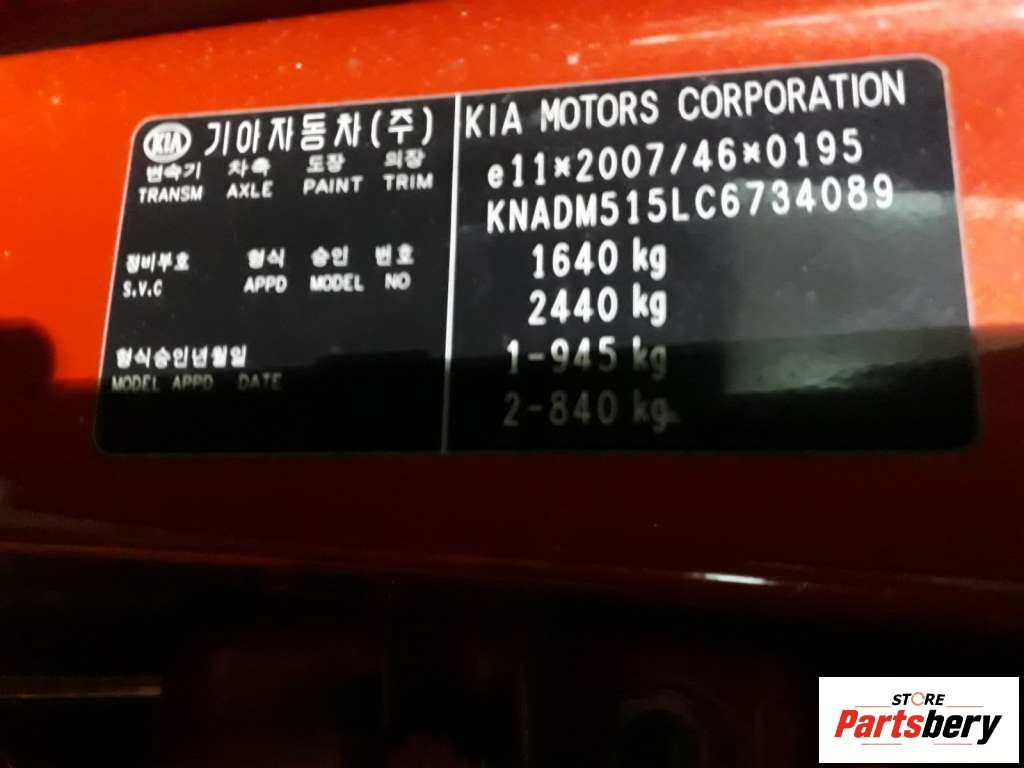 KIA 기아자동차(주)
변속기 차축 도장 의장
TRANSM AXLE PAINT TRIM
정비부호 형식 승인 번호
S.V.C APPD MODEL NO
형식승인년월일
MODEL APPD DATE
KIA MOTORS CORPORATION
e11*2007/46*0195
KNADM515LC6734089
1640 kg
2440 kg
1-945 kg
2-840 kg
STORE
Partsbery